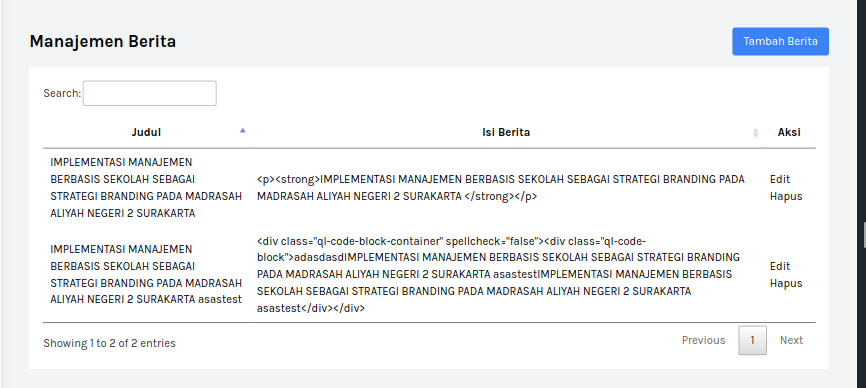 Manajemen Berita
Tambah Berita
Search:
Judul
Isi Berita
Aksi
IMPLEMENTASI MANAJEMEN
BERBASIS SEKOLAH SEBAGAI
STRATEGI BRANDING PADA MADRASAH
ALIYAH NEGERI 2 SURAKARTA
<p><strong>IMPLEMENTASI MANAJEMEN BERBASIS SEKOLAH SEBAGAI STRATEGI BRANDING PADA
MADRASAH ALIYAH NEGERI 2 SURAKARTA </strong></p>
Edit
Hapus
IMPLEMENTASI MANAJEMEN
BERBASIS SEKOLAH SEBAGAI
STRATEGI BRANDING PADA MADRASAH
ALIYAH NEGERI 2 SURAKARTA asastest
<div class="ql-code-block-container" spellcheck="false"><div class="ql-code-
block">adasdasdIMPLEMENTASI MANAJEMEN BERBASIS SEKOLAH SEBAGAI STRATEGI BRANDING
PADA MADRASAH ALIYAH NEGERI 2 SURAKARTA asastestIMPLEMENTASI MANAJEMEN BERBASIS
SEKOLAH SEBAGAI STRATEGI BRANDING PADA MADRASAH ALIYAH NEGERI 2 SURAKARTA
asastest</div></div>
Edit
Hapus
Showing 1 to 2 of 2 entries
Previous
1
Next